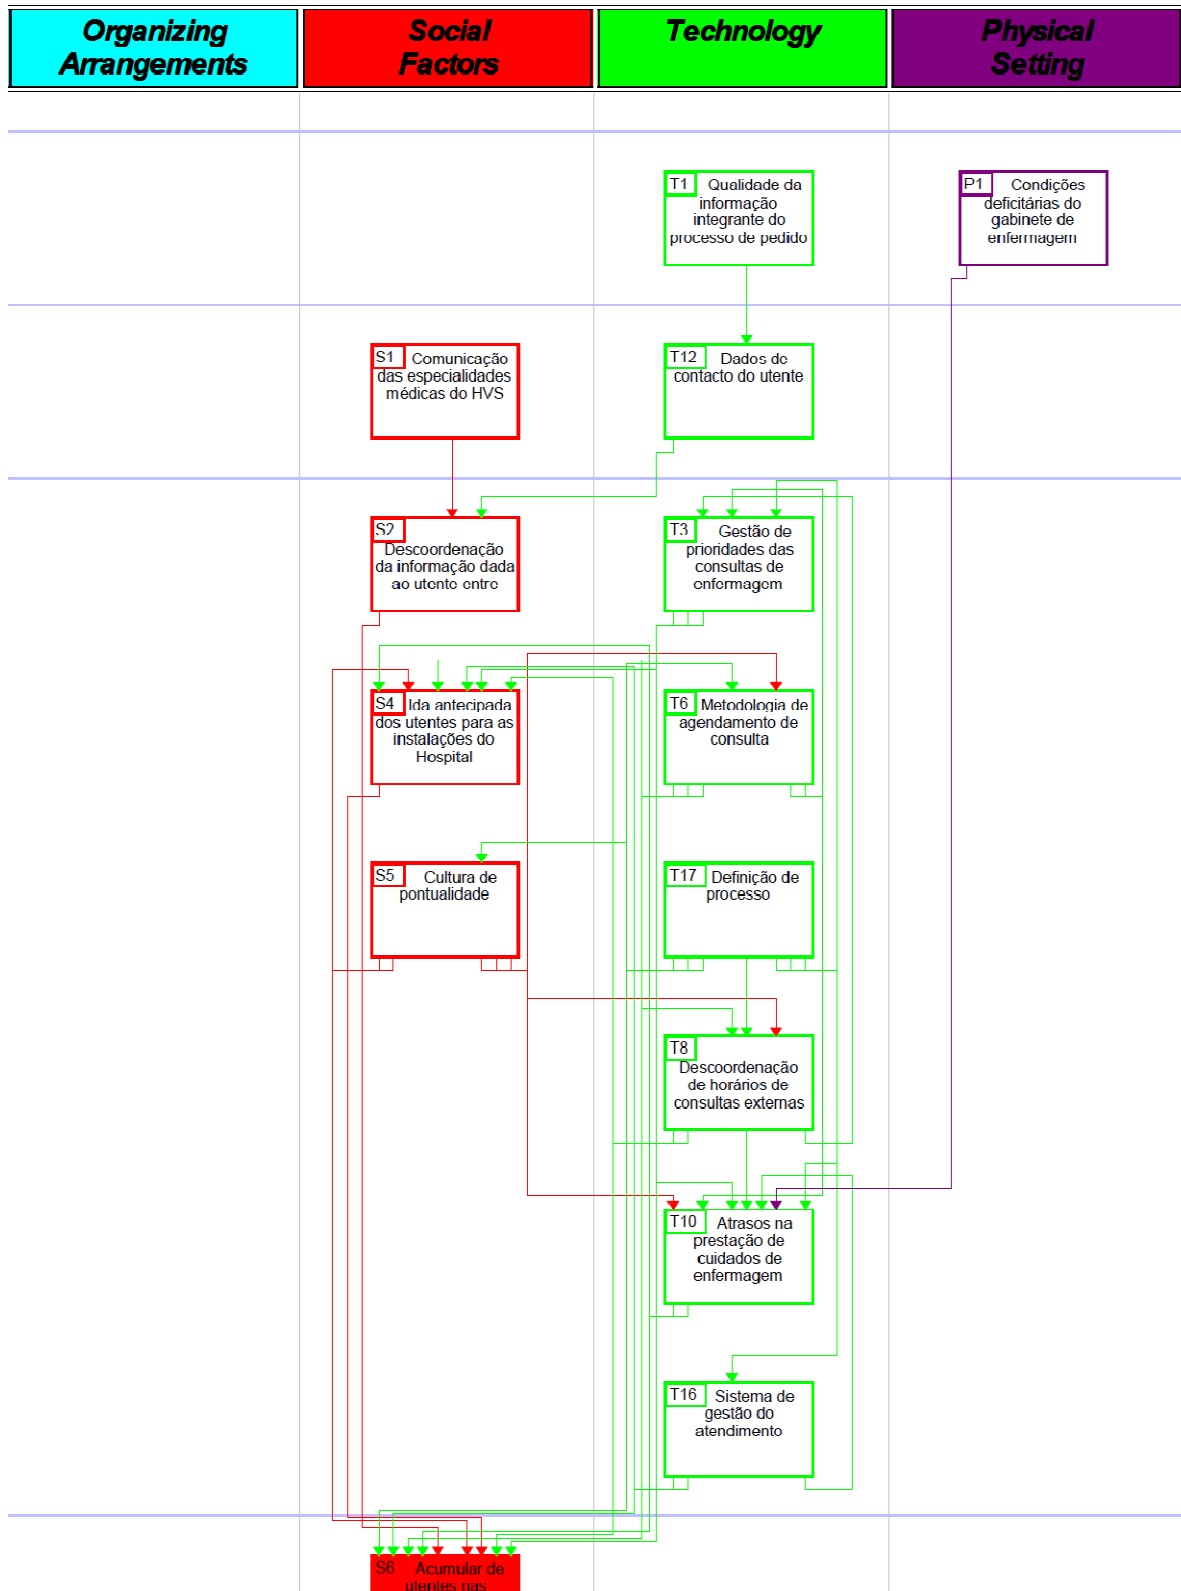 Organizing
Arrangements
Social
Factors
Technology
Physical
Setting
T1 Qualidade da
informação
integrante do
processo de pedido
P1 Condições
deficitárias do
gabinete de
enfermagem
S1 Comunicação
das especialidades
médicas do HVS
T12 Dados de
contacto do utente
S2
Descoordenação
da informação dada
ao utente entre
T3 Gestão de
prioridades das
consultas de
enfermagem
S4 Ida antecipada
dos utentes para as
instalações do
Hospital
T6 Metodologia de
agendamento de
consulta
S5 Cultura de
pontualidade
T17 Definição de
processo
T8
Descoordenação
de horários de
consultas externas
T10 Atrasos na
prestação de
cuidados de
enfermagem
T16 Sistema de
gestão do
atendimento
S6 Acumular de
utentes nas